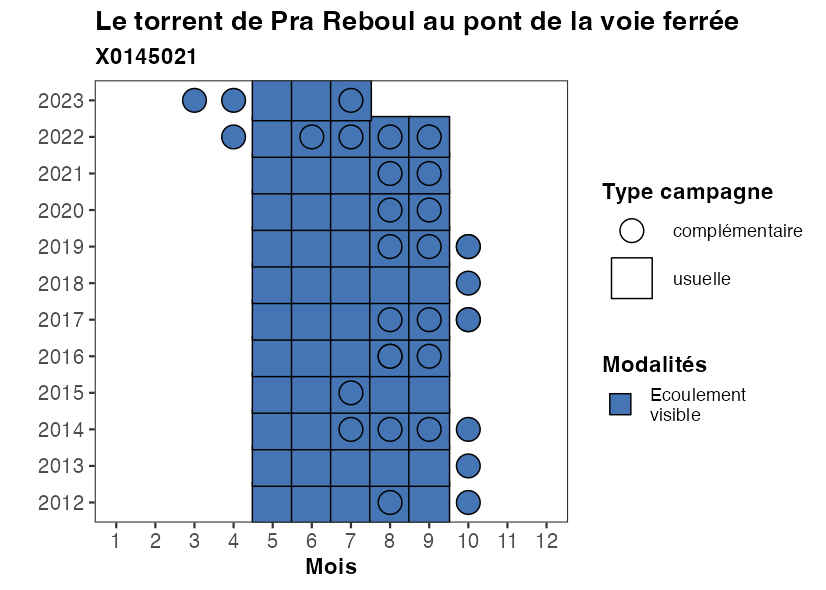 Le torrent de Pra Reboul au pont de la voie ferrée
X0145021
2023
2022
2021
2020
2019
2018
2017
2016
2015
2014
2013
2012
1 2 3 4 5 6 7 8 9 10 11 12
Mois
Type campagne
complémentaire
usuelle
Modalités
Ecoulement
visible